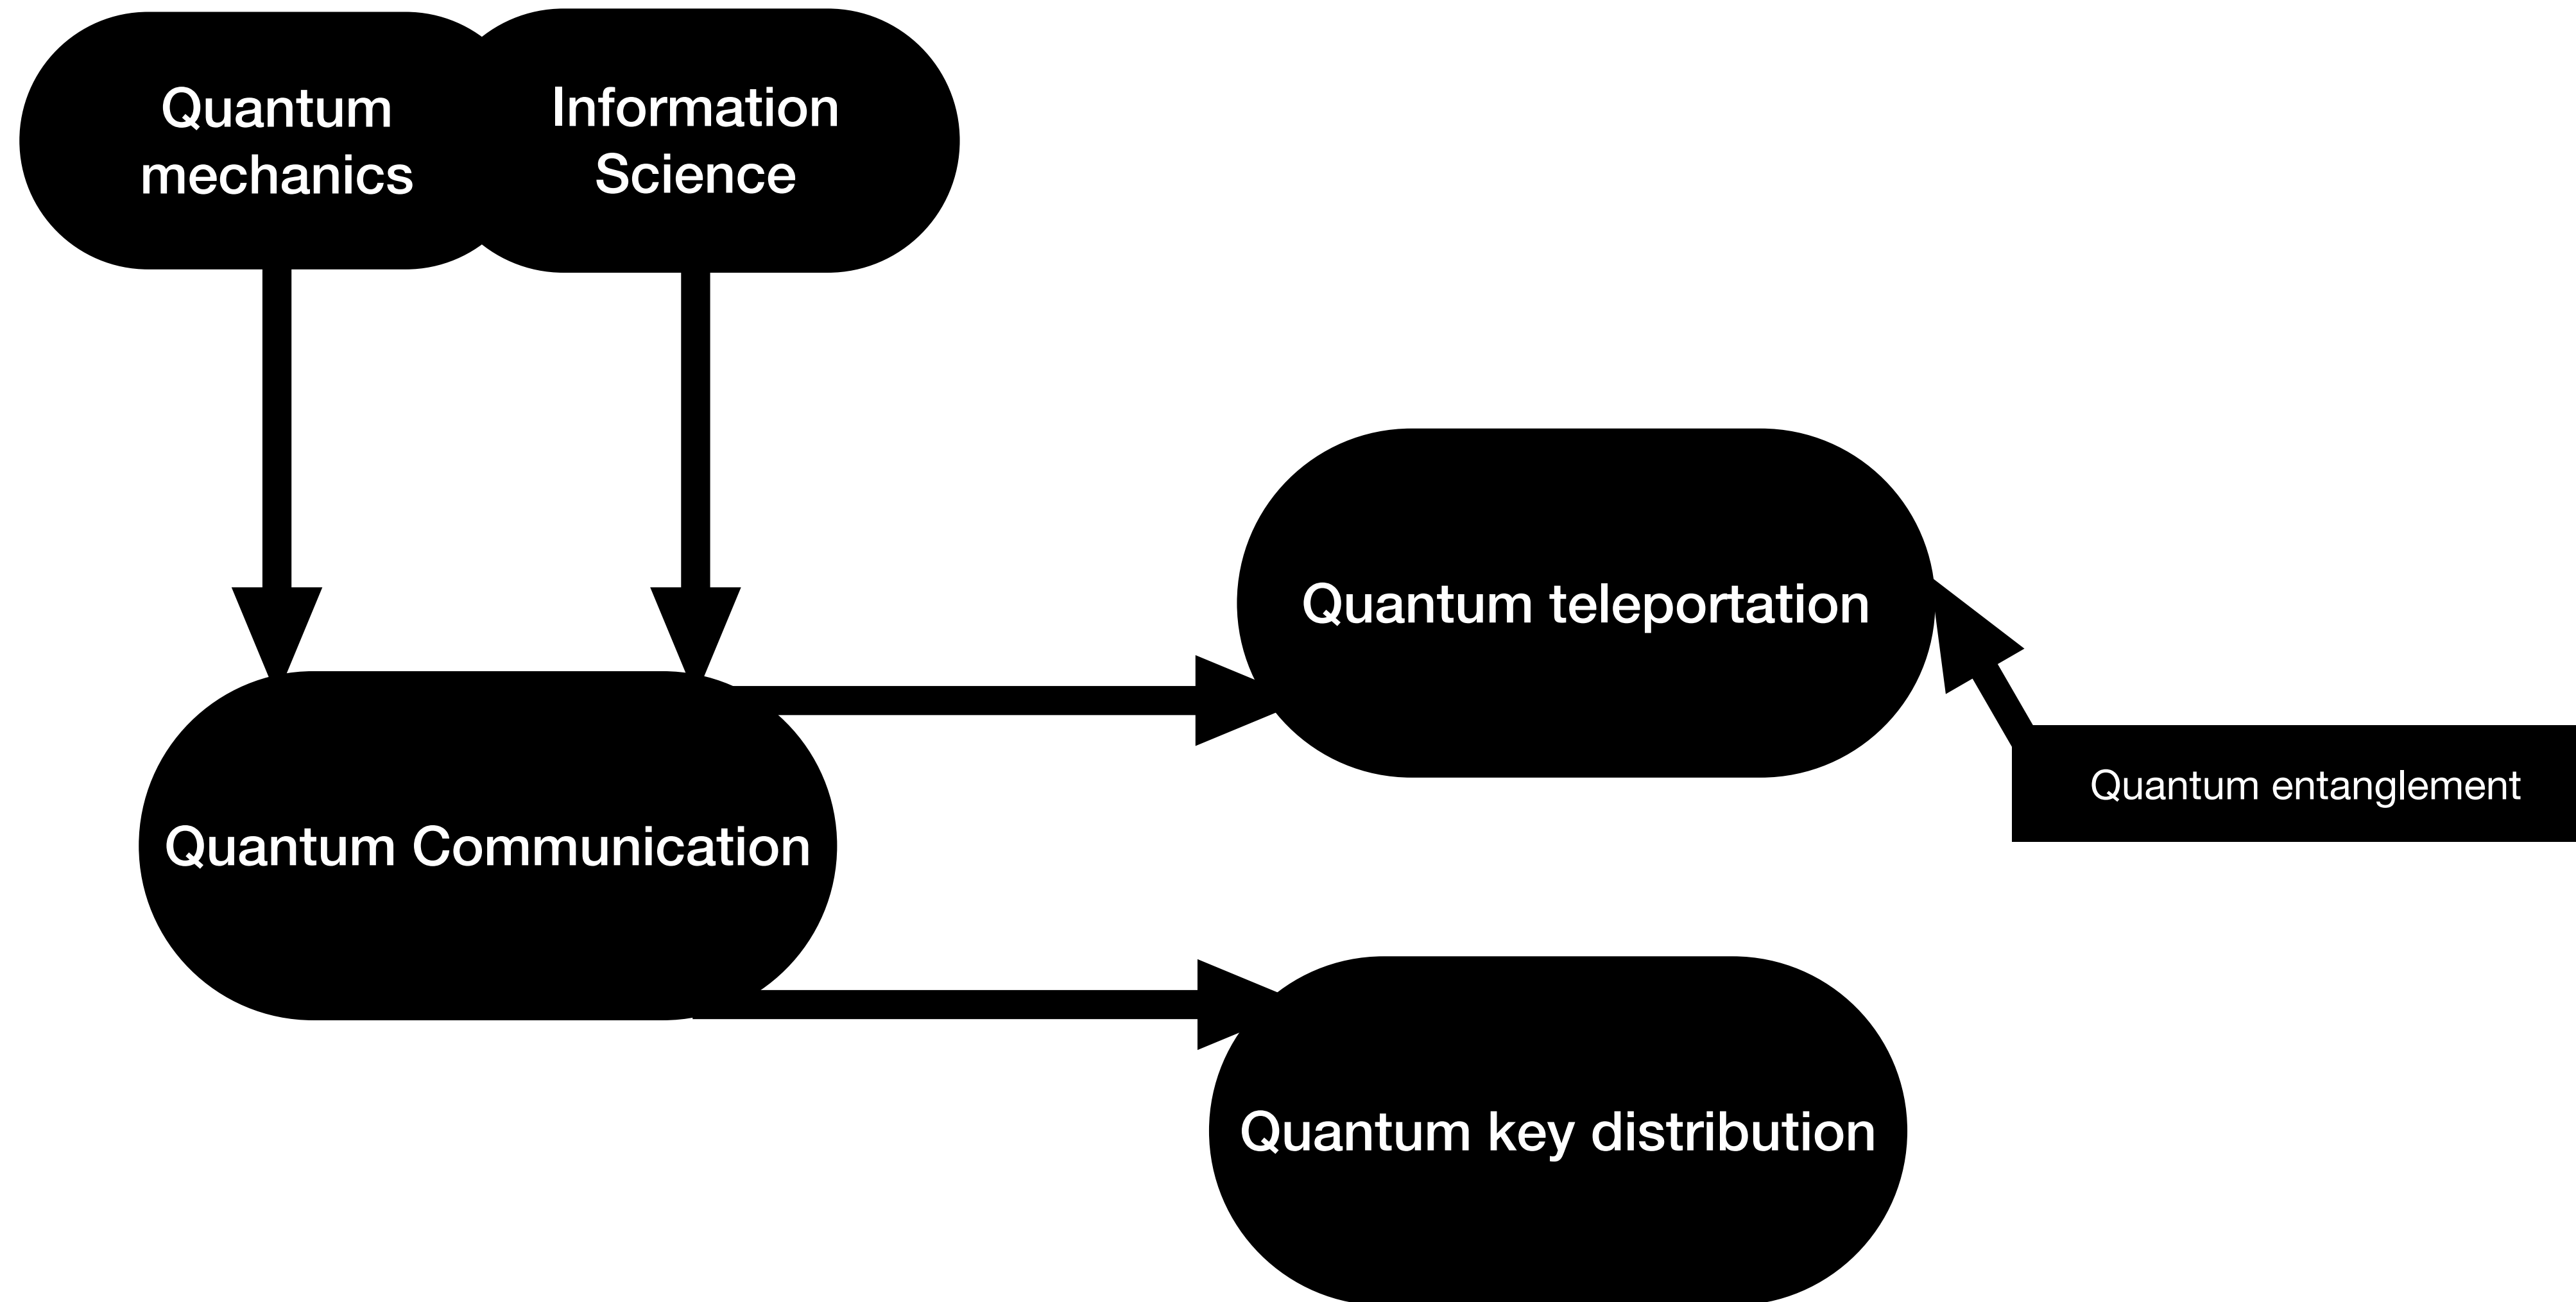 Quantum
mechanics
Information
Science
Quantum teleportation
Quantum entanglement
Quantum Communication
Quantum key distribution